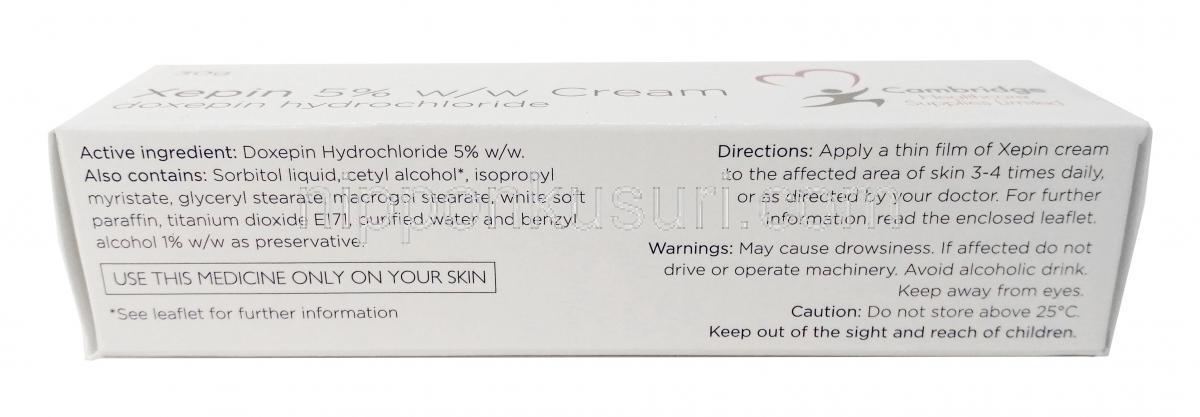 30g
Xepin 5% w/w Cream
doxepin hydrochloride
Cambridge
Healthcare
Supplies Limited
Active ingredient: Doxepin Hydrochloride 5% w/w.
Also contains: Sorbitol liquid, cetyl alcohol*, isopropyl
myristate, glyceryl stearate, macrogol stearate, white soft
paraffin, titanium dioxide E171, purified water and benzyl
alcohol 1% w/w as preservative.
USE THIS MEDICINE ONLY ON YOUR SKIN
*See leaflet for further information
Directions: Apply a thin film of Xepin cream
to the affected area of skin 3-4 times daily,
or as directed by your doctor. For further
information, read the enclosed leaflet.
Warnings: May cause drowsiness. If affected do not
drive or operate machinery. Avoid alcoholic drink.
Keep away from eyes.
Caution: Do not store above 25°C.
Keep out of the sight and reach of children.
nipponkusuri.com